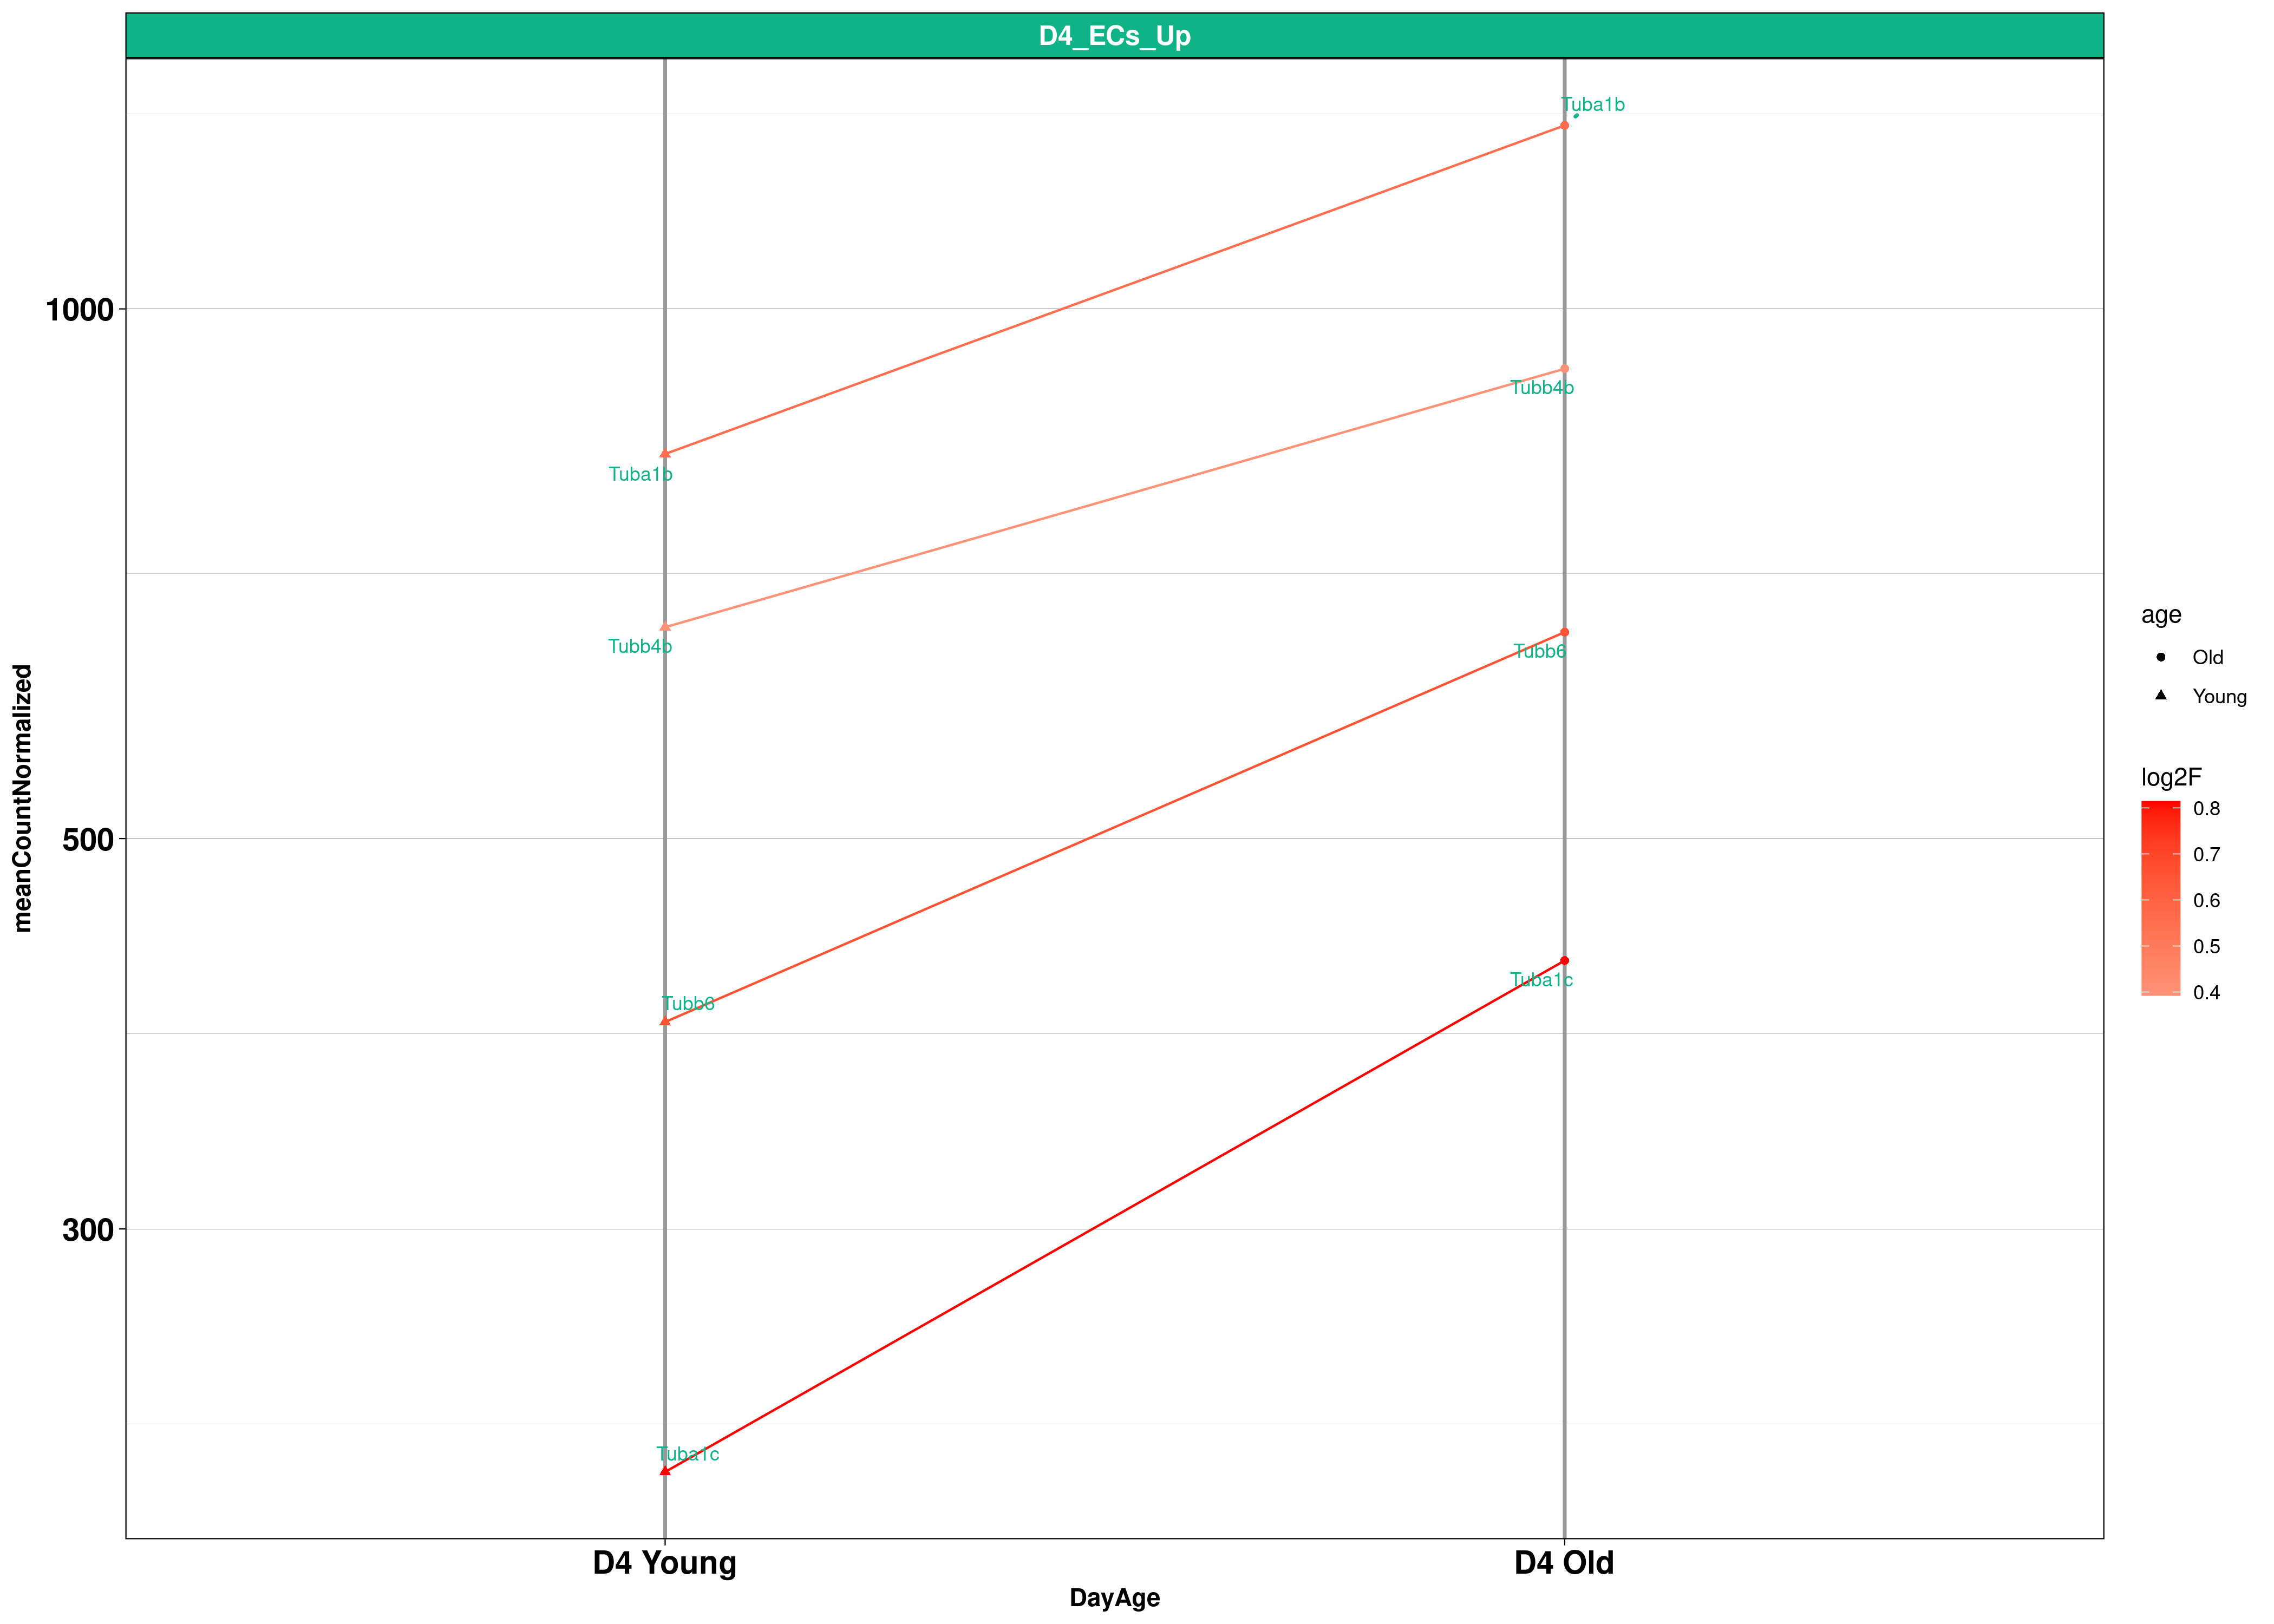 D4_ECs_Up
meanCountNormalized
1000
500
300
Tuba1b
Tuba1b
Tubb4b
Tubb4b
Tubb6
Tubb6
Tuba1c
Tuba1c
D4 Young
D4 Old
DayAge
age
Old
Young
log2F
0.8
0.7
0.6
0.5
0.4